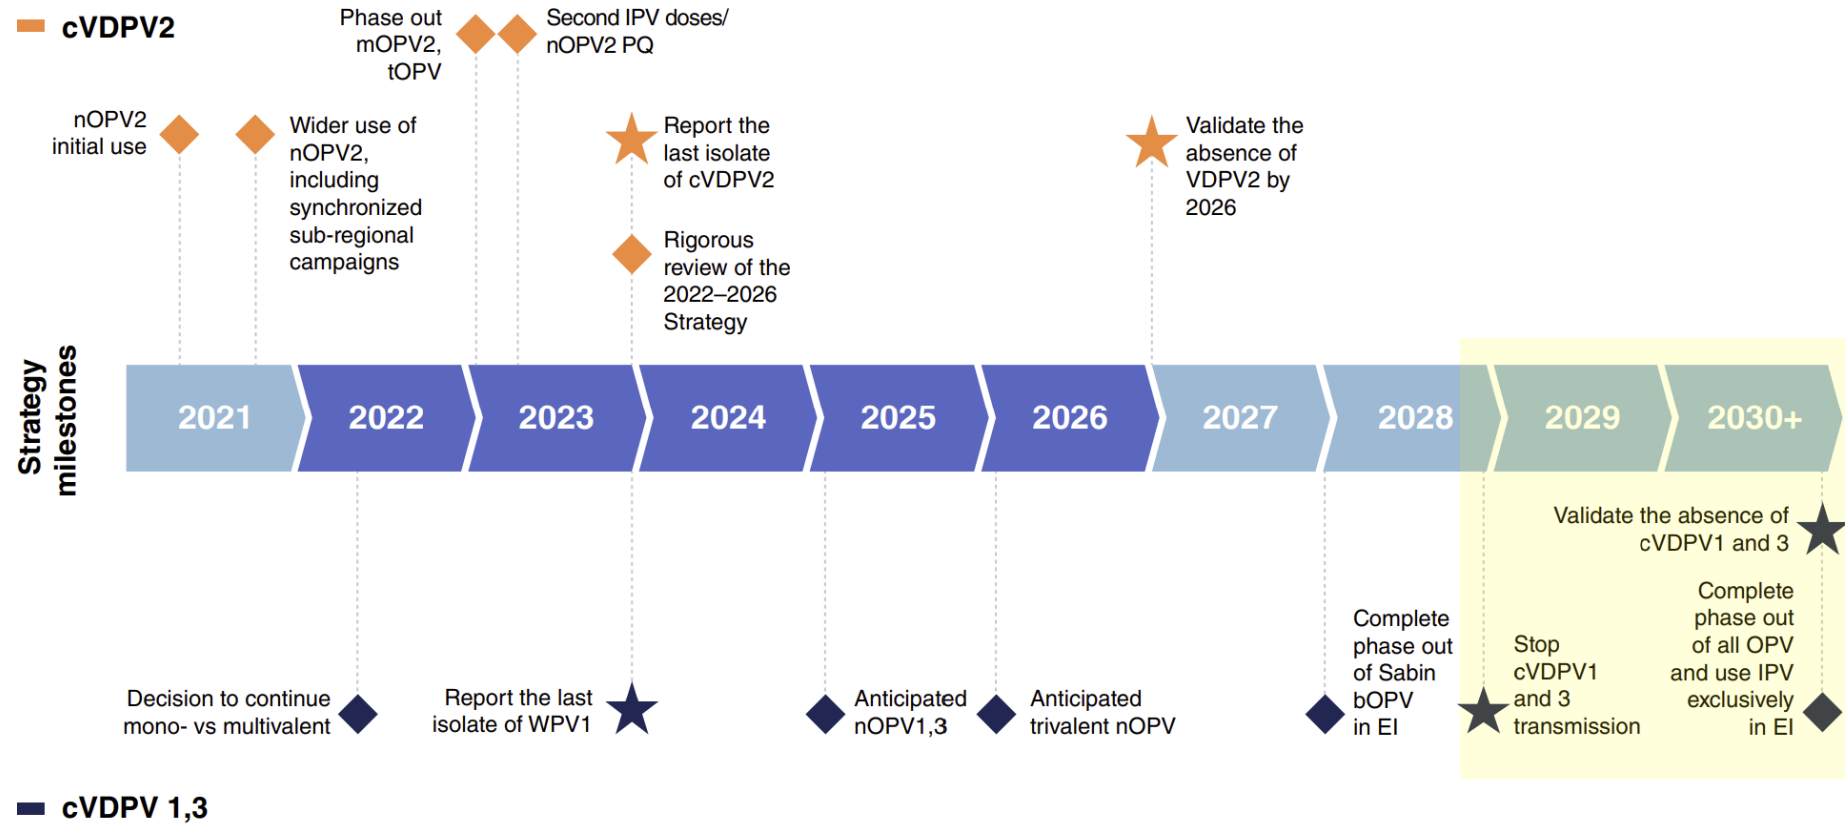 cVDPV2
Phase out
mOPV2,
tOPV
Second IPV doses/
nOPV2 PQ
nOPV2
initial use
Wider use of
nOPV2,
including
synchronized
sub-regional
campaigns
Report the
last isolate
of cVDPV2
Rigorous
review of the
2022–2026
Strategy
Validate the
absence of
VDPV2 by
2026
Strategy
milestones
2021
2022
2023
2024
2025
2026
2027
2028
2029
2030+
Decision to continue
mono- vs multivalent
Report the last
isolate of WPV1
Anticipated
nOPV1,3
Anticipated
trivalent nOPV
Complete
phase out
of Sabin
bOPV
in EI
Stop
cVDPV1
and 3
transmission
Validate the absence of
cVDPV1 and 3
Complete
phase out
of all OPV
and use IPV
exclusively
in EI
cVDPV 1,3